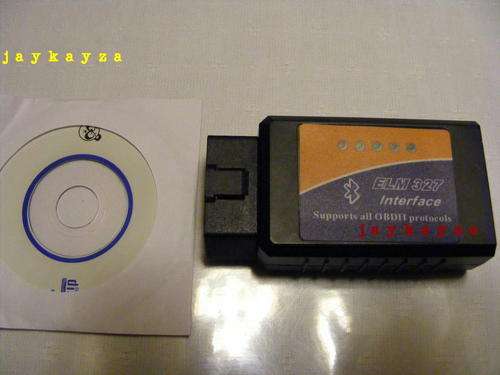 jaykayza
ELM 327
Interface
Supports all OBDII protocols
jaykayza